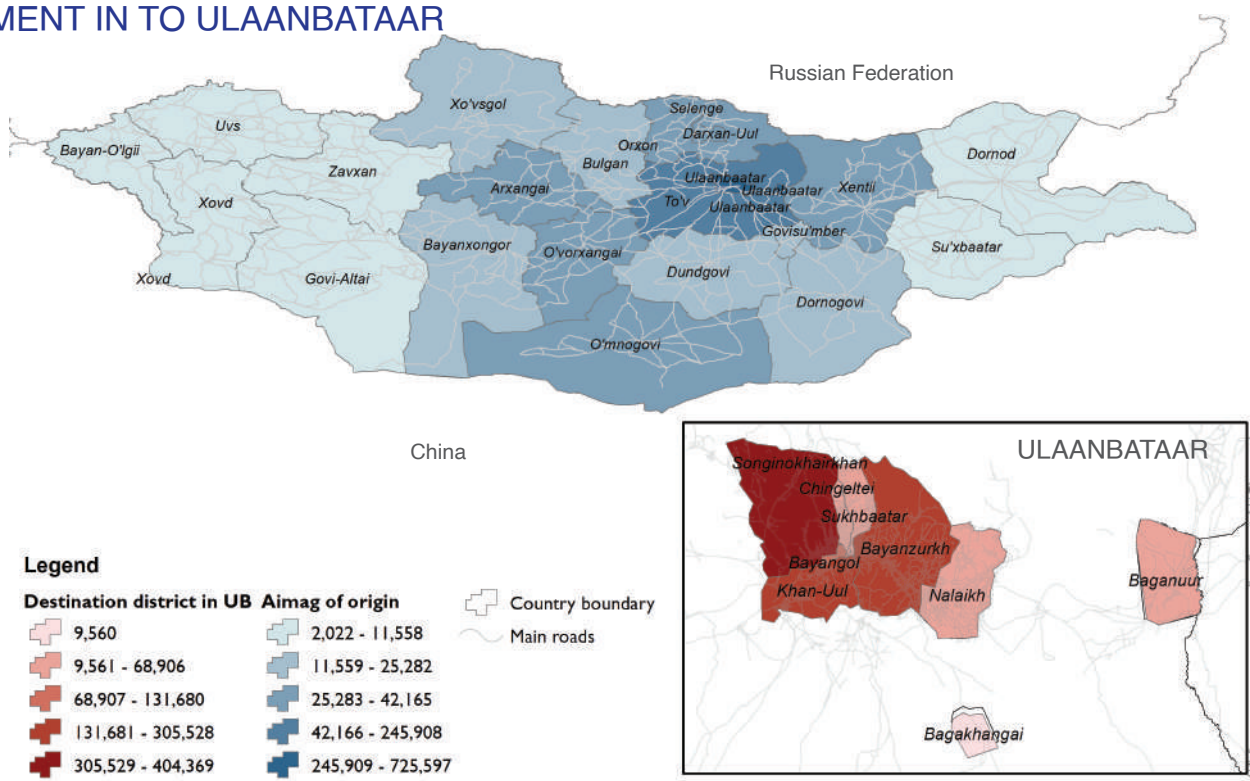 MENT IN TO ULAANBATAAR
Russian Federation
Xo'vsgol
Selenge
Uvs
Darxan-Uul
Bayan-O'lgii
Orxon
Dornod
Bulgan
Zavxan
Ulaanbaatar
Arxangai
Ulaanbaatar
Xentii
Xovd
To'v
Ulaanbaatar
Govisu'mber
Bayanxongor
O'vorxangai
Su'xbaatar
Xovd
Govi-Altai
Dundgovi
Dornogovi
O'mnogovi
China
ULAANBATAAR
Songinokhairkhan
Chingeltei
Sukhbaatar
Bayanzurkh
Bayangol
Khan-Uul
Nalaikh
Baganuur
Bagakhangai
Legend
Destination district in UB
9,560
9,561 - 68,906
68,907 - 131,680
131,681 - 305,528
305,529 - 404,369
Aimag of origin
2,022 - 11,558
11,559 - 25,282
25,283 - 42,165
42,166 - 245,908
245,909 - 725,597
Country boundary
Main roads